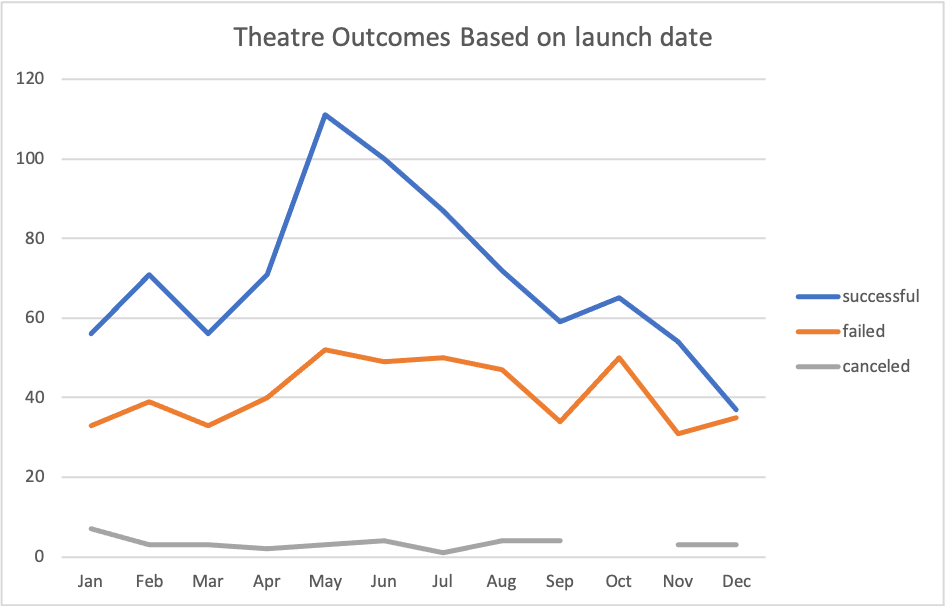 Theatre Outcomes Based on launch date
120
100
80
60
40
20
0
Jan Feb Mar Apr May Jun Jul Aug Sep Oct Nov Dec
successful
failed
canceled